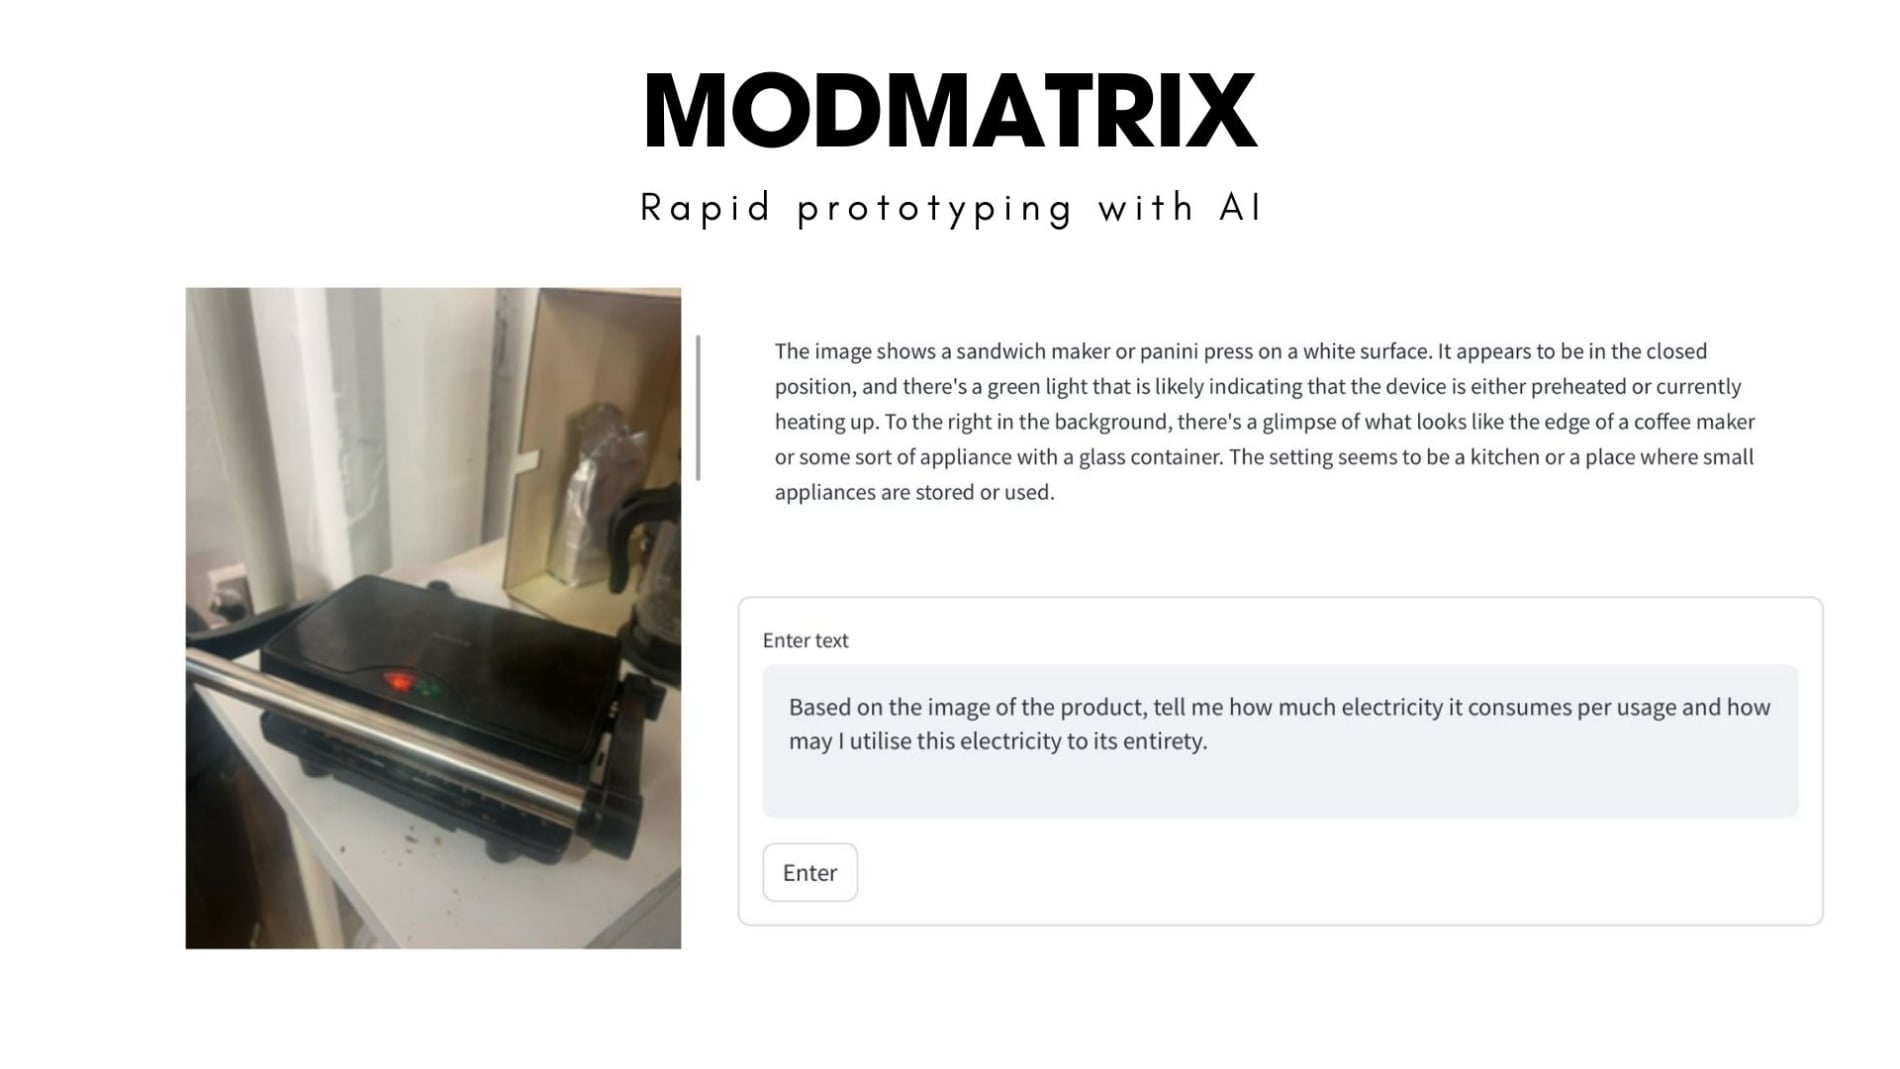 MODMATRIX
Rapid prototyping with AI
The image shows a sandwich maker or panini press on a white surface. It appears to be in the closed
position, and there's a green light that is likely indicating that the device is either preheated or currently
heating up. To the right in the background, there's a glimpse of what looks like the edge of a coffee maker
or some sort of appliance with a glass container. The setting seems to be a kitchen or a place where small
appliances are stored or used.
Enter text
Based on the image of the product, tell me how much electricity it consumes per usage and how
may I utilise this electricity to its entirety.
Enter